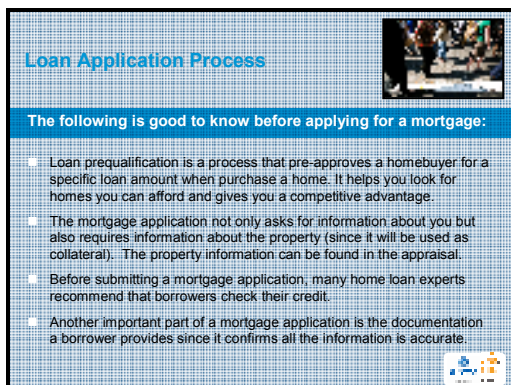 Loan Application Process
The following is good to know before applying for a mortgage:
Loan prequalification is a process that pre-approves a homebuyer for a
specific loan amount when purchase a home. It helps you look for
homes you can afford and gives you a competitive advantage.
The mortgage application not only asks for information about you but
also requires information about the property (since it will be used as
collateral). The property information can be found in the appraisal.
Before submitting a mortgage application, many home loan experts
recommend that borrowers check their credit.
Another important part of a mortgage application is the documentation
a borrower provides since it confirms all the information is accurate.